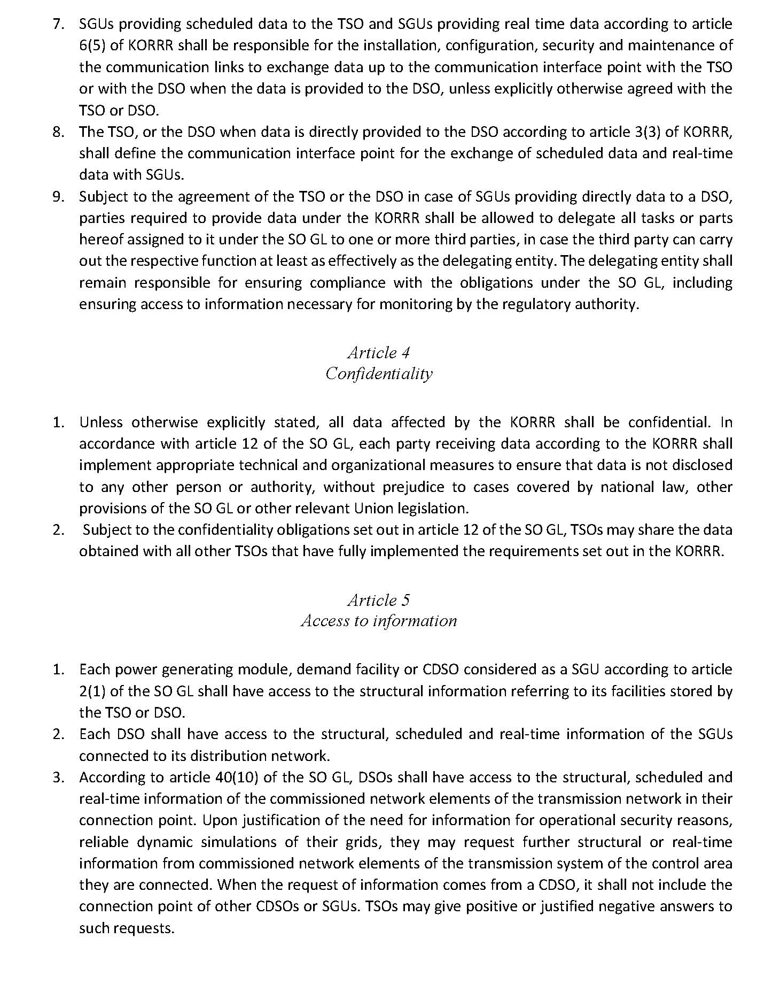 7. SGUs providing scheduled data to the TSO and SGUs providing real time data according to article
6(5) of KORRR shall be responsible for the installation, configuration, security and maintenance of
the communication links to exchange data up to the communication interface point with the TSO
or with the DSO when the data is provided to the DSO, unless explicitly otherwise agreed with the
TSO or DSO.
8. The TSO, or the DSO when data is directly provided to the DSO according to article 3(3) of KORRR,
shall define the communication interface point for the exchange of scheduled data and real-time
data with SGUs.
9. Subject to the agreement of the TSO or the DSO in case of SGUs providing directly data to a DSO,
parties required to provide data under the KORRR shall be allowed to delegate all tasks or parts
hereof assigned to it under the SO GL to one or more third parties, in case the third party can carry
out the respective function at least as effectively as the delegating entity. The delegating entity shall
remain responsible for ensuring compliance with the obligations under the SO GL, including
ensuring access to information necessary for monitoring by the regulatory authority.
Article 4
Confidentiality
1. Unless otherwise explicitly stated, all data affected by the KORRR shall be confidential. In
accordance with article 12 of the SO GL, each party receiving data according to the KORRR shall
implement appropriate technical and organizational measures to ensure that data is not disclosed
to any other person or authority, without prejudice to cases covered by national law, other
provisions of the SO GL or other relevant Union legislation.
2. Subject to the confidentiality obligations set out in article 12 of the SO GL, TSOs may share the data
obtained with all other TSOs that have fully implemented the requirements set out in the KORRR.
Article 5
Access to information
1. Each power generating module, demand facility or CDSO considered as a SGU according to article
2(1) of the SO GL shall have access to the structural information referring to its facilities stored by
the TSO or DSO.
2. Each DSO shall have access to the structural, scheduled and real-time information of the SGUs
connected to its distribution network.
3. According to article 40(10) of the SO GL, DSOs shall have access to the structural, scheduled and
real-time information of the commissioned network elements of the transmission network in their
connection point. Upon justification of the need for information for operational security reasons,
reliable dynamic simulations of their grids, they may request further structural or real-time
information from commissioned network elements of the transmission system of the control area
they are connected. When the request of information comes from a CDSO, it shall not include the
connection point of other CDSOs or SGUs. TSOs may give positive or justified negative answers to
such requests.